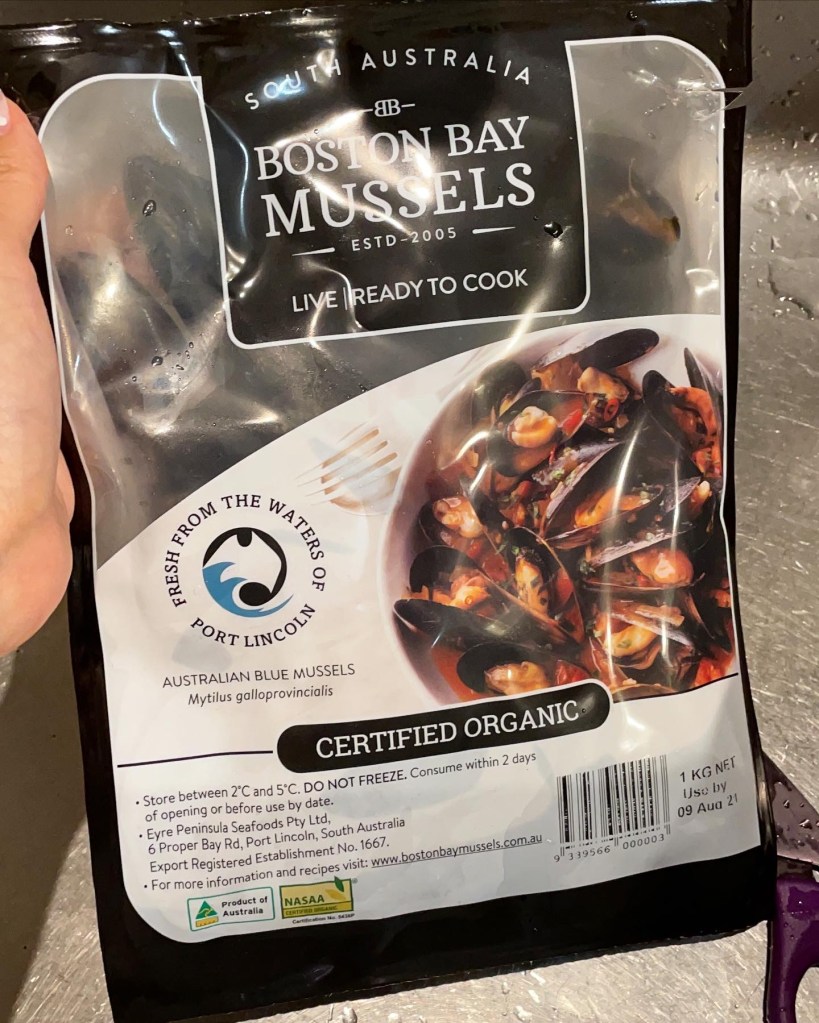 SOUTH AUSTRALIA
BB
BOSTON BAY
MUSSELS
ESTD-2005
LIVE | READY TO COOK
FRESH FROM THE WATERS OF
PORT LINCOLN
AUSTRALIAN BLUE MUSSELS
Mytilus galloprovincialis
CERTIFIED ORGANIC
• Store between 2°C and 5°C. DO NOT FREEZE. Consume within 2 days
of opening or before use by date.
• Eyre Peninsula Seafoods Pty Ltd,
6 Proper Bay Rd, Port Lincoln, South Australia
Export Registered Establishment No. 1667.
• For more information and recipes visit: www.bostonbaymussels.com.au
1 KG NET
Use by
09 Aug 21
9 339566 000003
Product of
Australia
NASAA
CERTIFIED ORGANIC
Certification No.